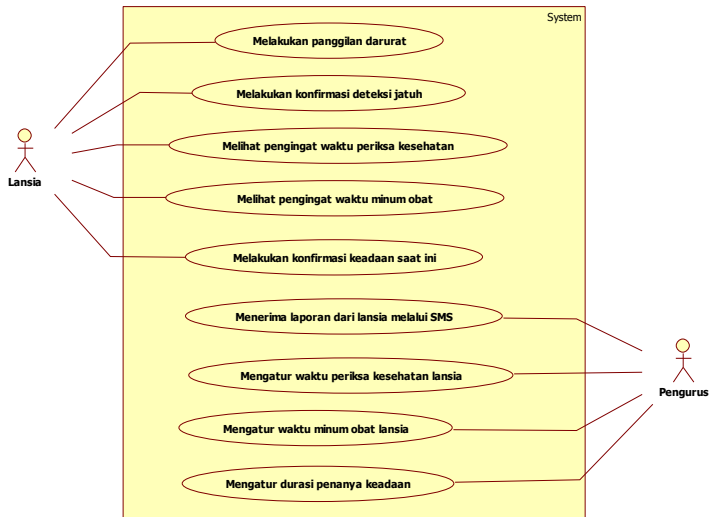 System
Melakukan panggilan darurat
Melakukan konfirmasi deteksi jatuh
Melihat pengingat waktu periksa kesehatan
Lansia
Melihat pengingat waktu minum obat
Melakukan konfirmasi keadaan saat ini
Menerima laporan dari lansia melalui SMS
Mengatur waktu periksa kesehatan lansia
Pengurus
Mengatur waktu minum obat lansia
Mengatur durasi penanya keadaan